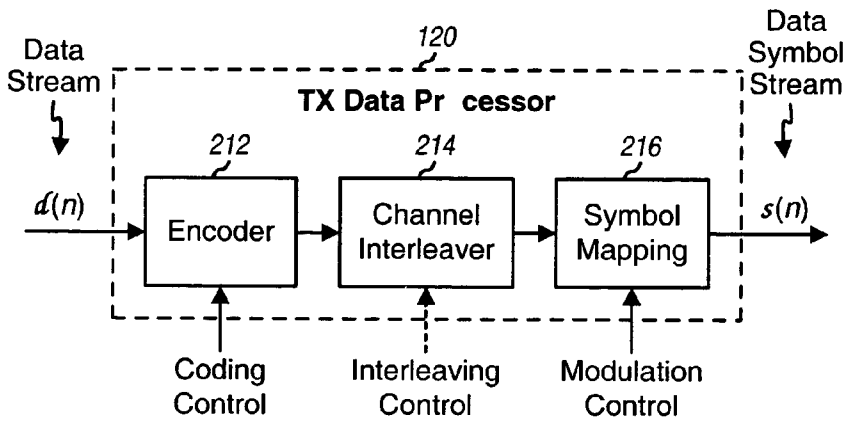 Data
Stream
120
Data
Symbol
Stream
TX Data Pr cessor
212
214
216
d(n)
Encoder
Channel
Interleaver
Symbol
Mapping
s(n)
Coding
Control
Interleaving
Control
Modulation
Control